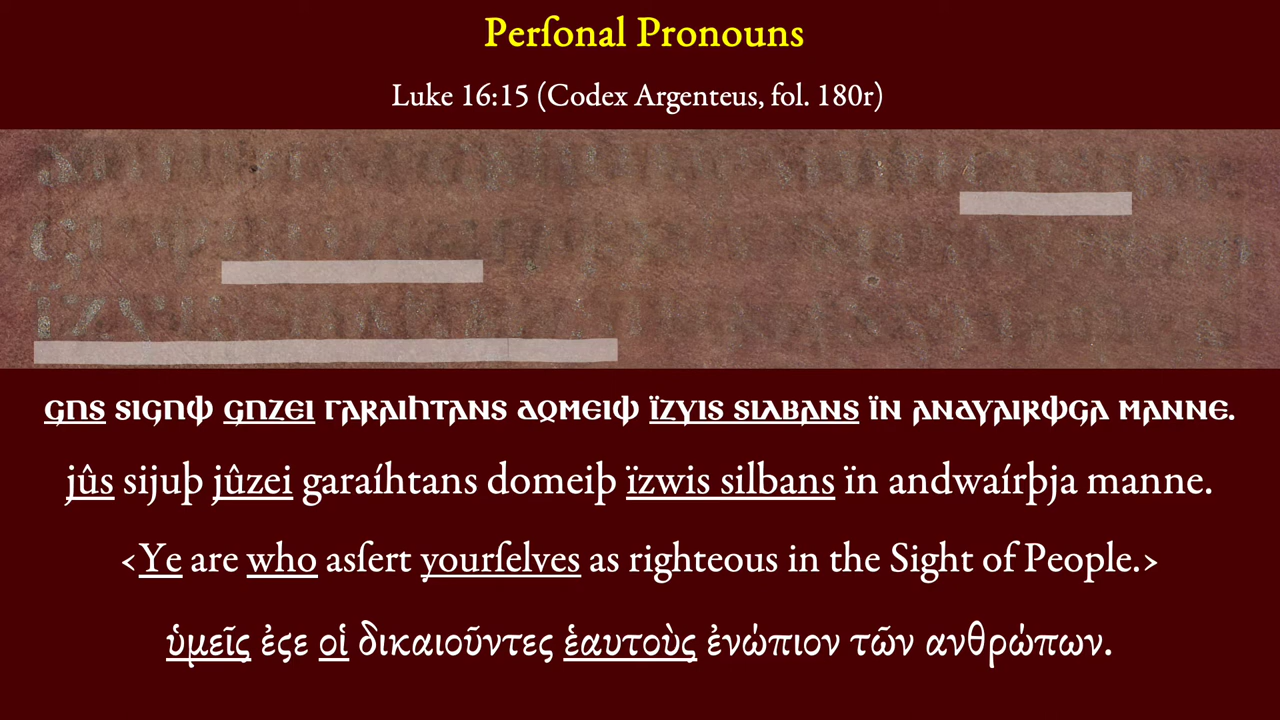 Perſonal Pronouns
Luke 16:15 (Codex Argenteus, fol. 180r)
𐌾𐌿𐍃 𐍃𐌹𐌾𐌿𐌸 𐌾𐌿𐌶𐌴𐌹 𐌲𐌰𐍂𐌰𐌹𐌷𐍄𐌰𐌽𐍃 𐌳𐍉𐌼𐌴𐌹𐌸 𐌹̈𐌶𐍅𐌹𐍃 𐍃𐌹𐌻𐌱𐌰𐌽𐍃 𐌹̈𐌽 𐌰𐌽𐌳𐍅𐌰𐌹𐍂𐌸𐌾𐌰 𐌼𐌰𐌽𐌽𐌴.
jûs sijuþ jûzei garaíhtans domeiþ ïzwis silbans ïn andwaírþja manne.
<Ye are who asſert yourſelves as righteous in the Sight of People.>
ὑμεῖς ἐϛε οἱ δικαιοῦντες ἑαυτοὺς ἐνώπιον τῶν ανθρώπων.